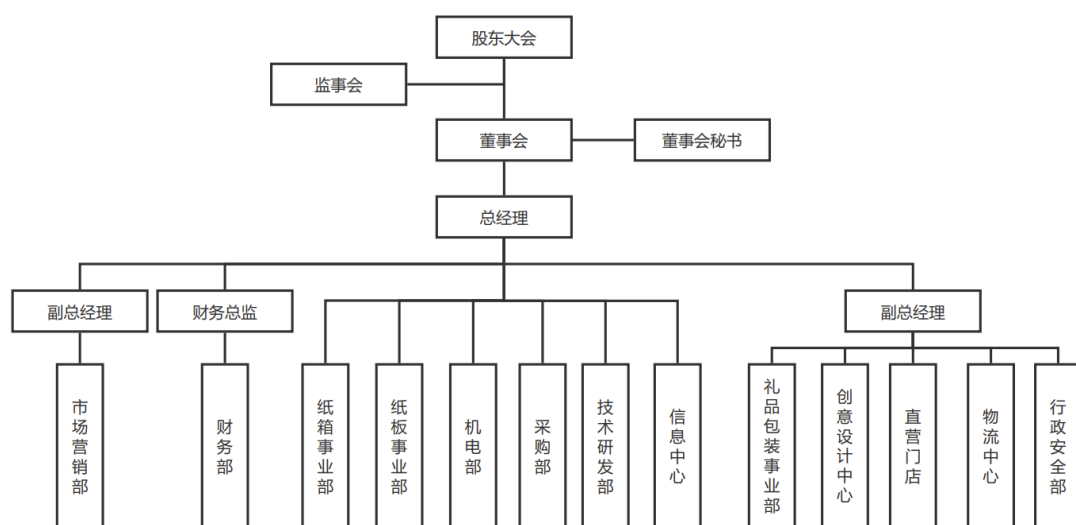 股东大会
监事会
董事会
董事会秘书
总经理
副总经理
财务总监
副总经理
市场营销部
财务部
纸箱事业部
纸板事业部
机电部
采购部
技术研发部
信息中心
礼品包装事业部
创意设计中心
直营门店
物流中心
行政安全部